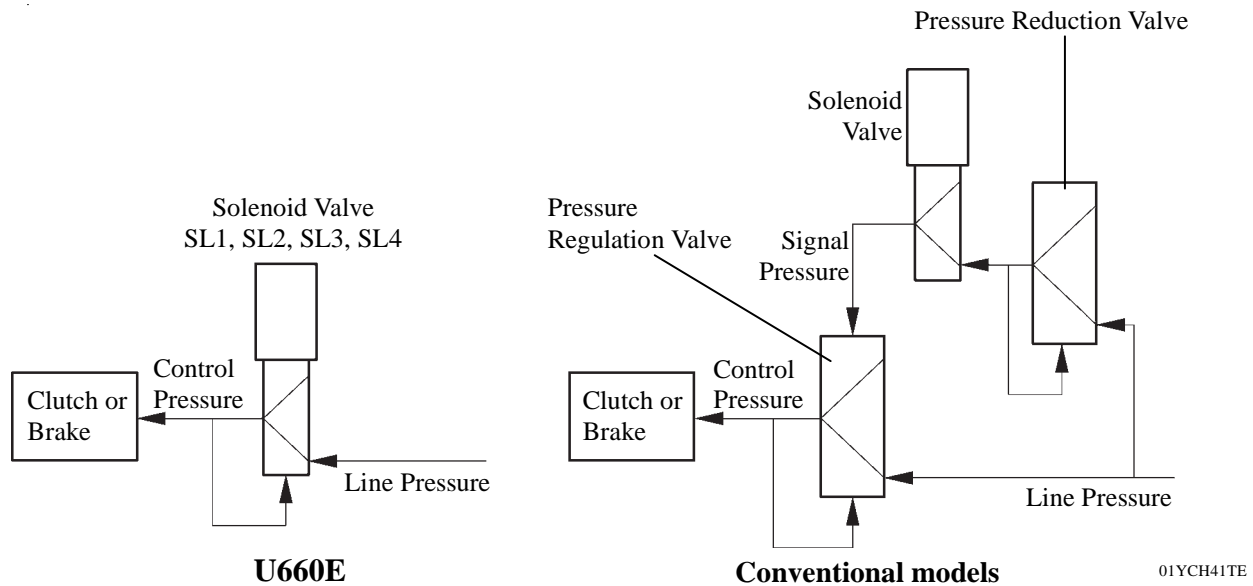 Solenoid Valve
SL1, SL2, SL3, SL4
Control
Pressure
Clutch or
Brake
Line Pressure
U660E
Pressure Reduction Valve
Solenoid
Valve
Pressure
Regulation Valve
Signal
Pressure
Control
Pressure
Clutch or
Brake
Line Pressure
Conventional models
01YCH41TE